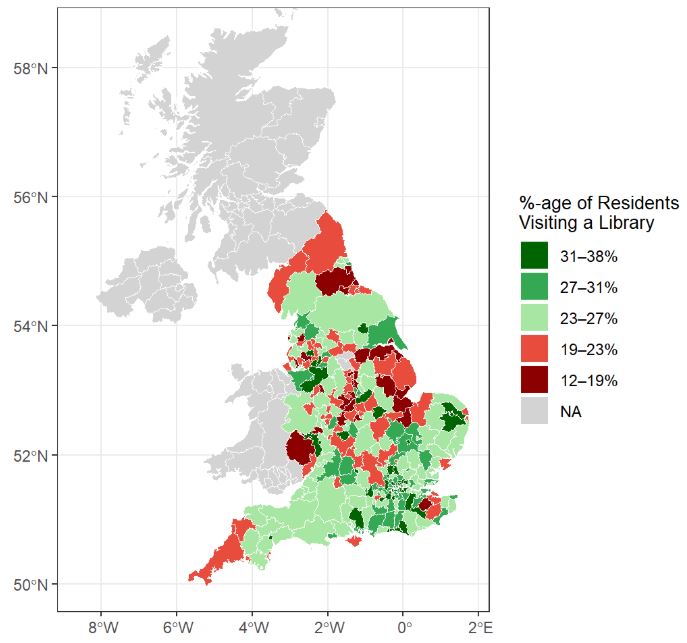 58°N
56°N
54°N
52°N
50°N
8°W
6°W
4°W
2°W
0°
2°E
%-age of Residents
Visiting a Library
31–38%
27–31%
23–27%
19–23%
12–19%
NA